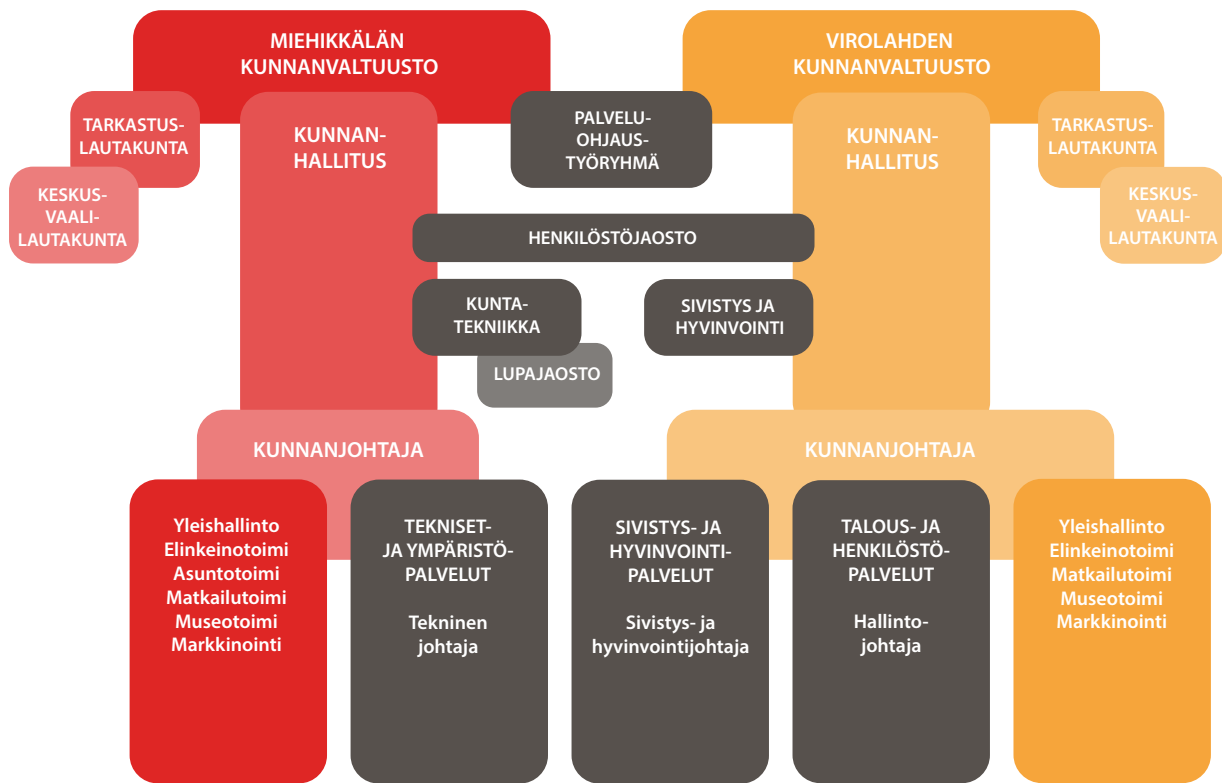 MIEHIKKÄLÄN
KUNNANVALTUUSTO
VIROLAHDEN
KUNNANVALTUUSTO
TARKASTUS-
LAUTAKUNTA
KESKUS-
VAALI-
LAUTAKUNTA
KUNNAN-
HALLITUS
PALVELU-
OHJAUS-
TYÖRYHMÄ
KUNNAN-
HALLITUS
TARKASTUS-
LAUTAKUNTA
KESKUS-
VAALI-
LAUTAKUNTA
HENKILÖSTÖJAOSTO
KUNTA-
TEKNIIKKA
SIVISTYS JA
HYVINVOINTI
LUPAJAOSTO
KUNNANJOHTAJA
KUNNANJOHTAJA
Yleishallinto
Elinkeinotoimi
Asuntotoimi
Matkailutoimi
Museotoimi
Markkinointi
TEKNISET-
JA YMPÄRISTÖ-
PALVELUT
Tekninen
johtaja
SIVISTYS- JA
HYVINVOINTI-
PALVELUT
Sivistys- ja
hyvinvointijohtaja
TALOUS- JA
HENKILÖSTÖ-
PALVELUT
Hallinto-
johtaja
Yleishallinto
Elinkeinotoimi
Matkailutoimi
Museotoimi
Markkinointi